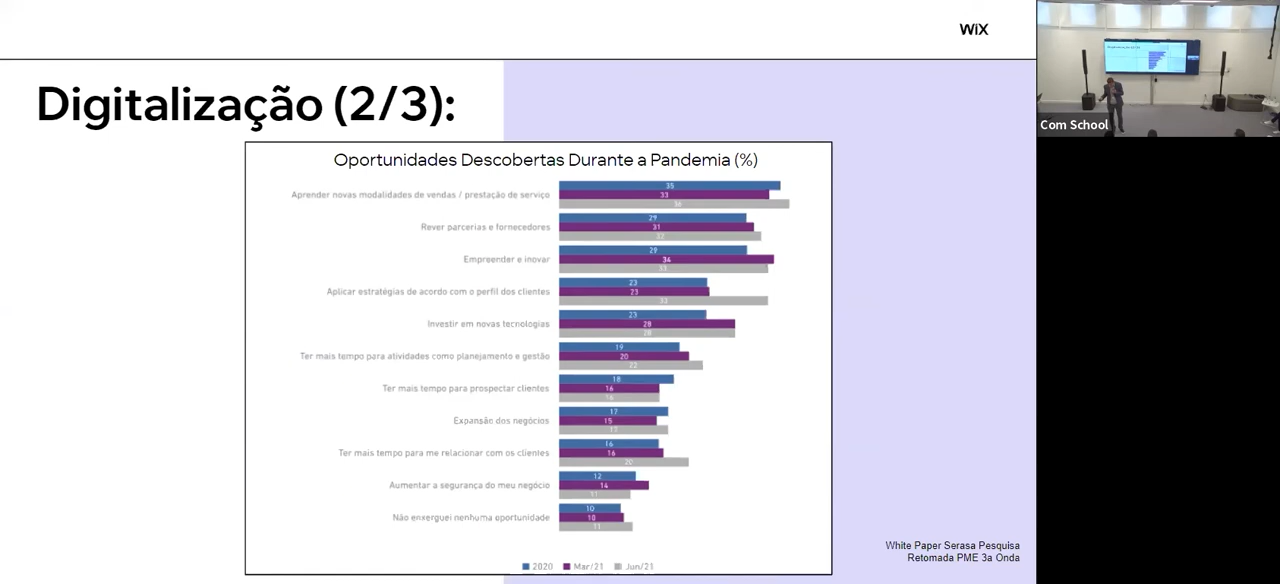 WiX
Digitalização (2/3):
Oportunidades Descobertas Durante a Pandemia (%)
Aprender novas modalidades de vendas / prestação de serviço
35
33
36
Rever parcerias e fornecedores
29
31
32
Empreender e inovar
29
34
33
Aplicar estratégias de acordo com o perfil dos clientes
23
23
33
Investir em novas tecnologias
23
28
28
Ter mais tempo para atividades como planejamento e gestão
19
20
22
Ter mais tempo para prospectar clientes
18
16
16
Expansão dos negócios
17
15
17
Ter mais tempo para me relacionar com os clientes
16
16
20
Aumentar a segurança do meu negócio
12
14
11
Não enxerguei nenhuma oportunidade
10
10
11
2020 Mar/21 Jun/21
White Paper Serasa Pesquisa
Retomada PME 3a Onda
Com School